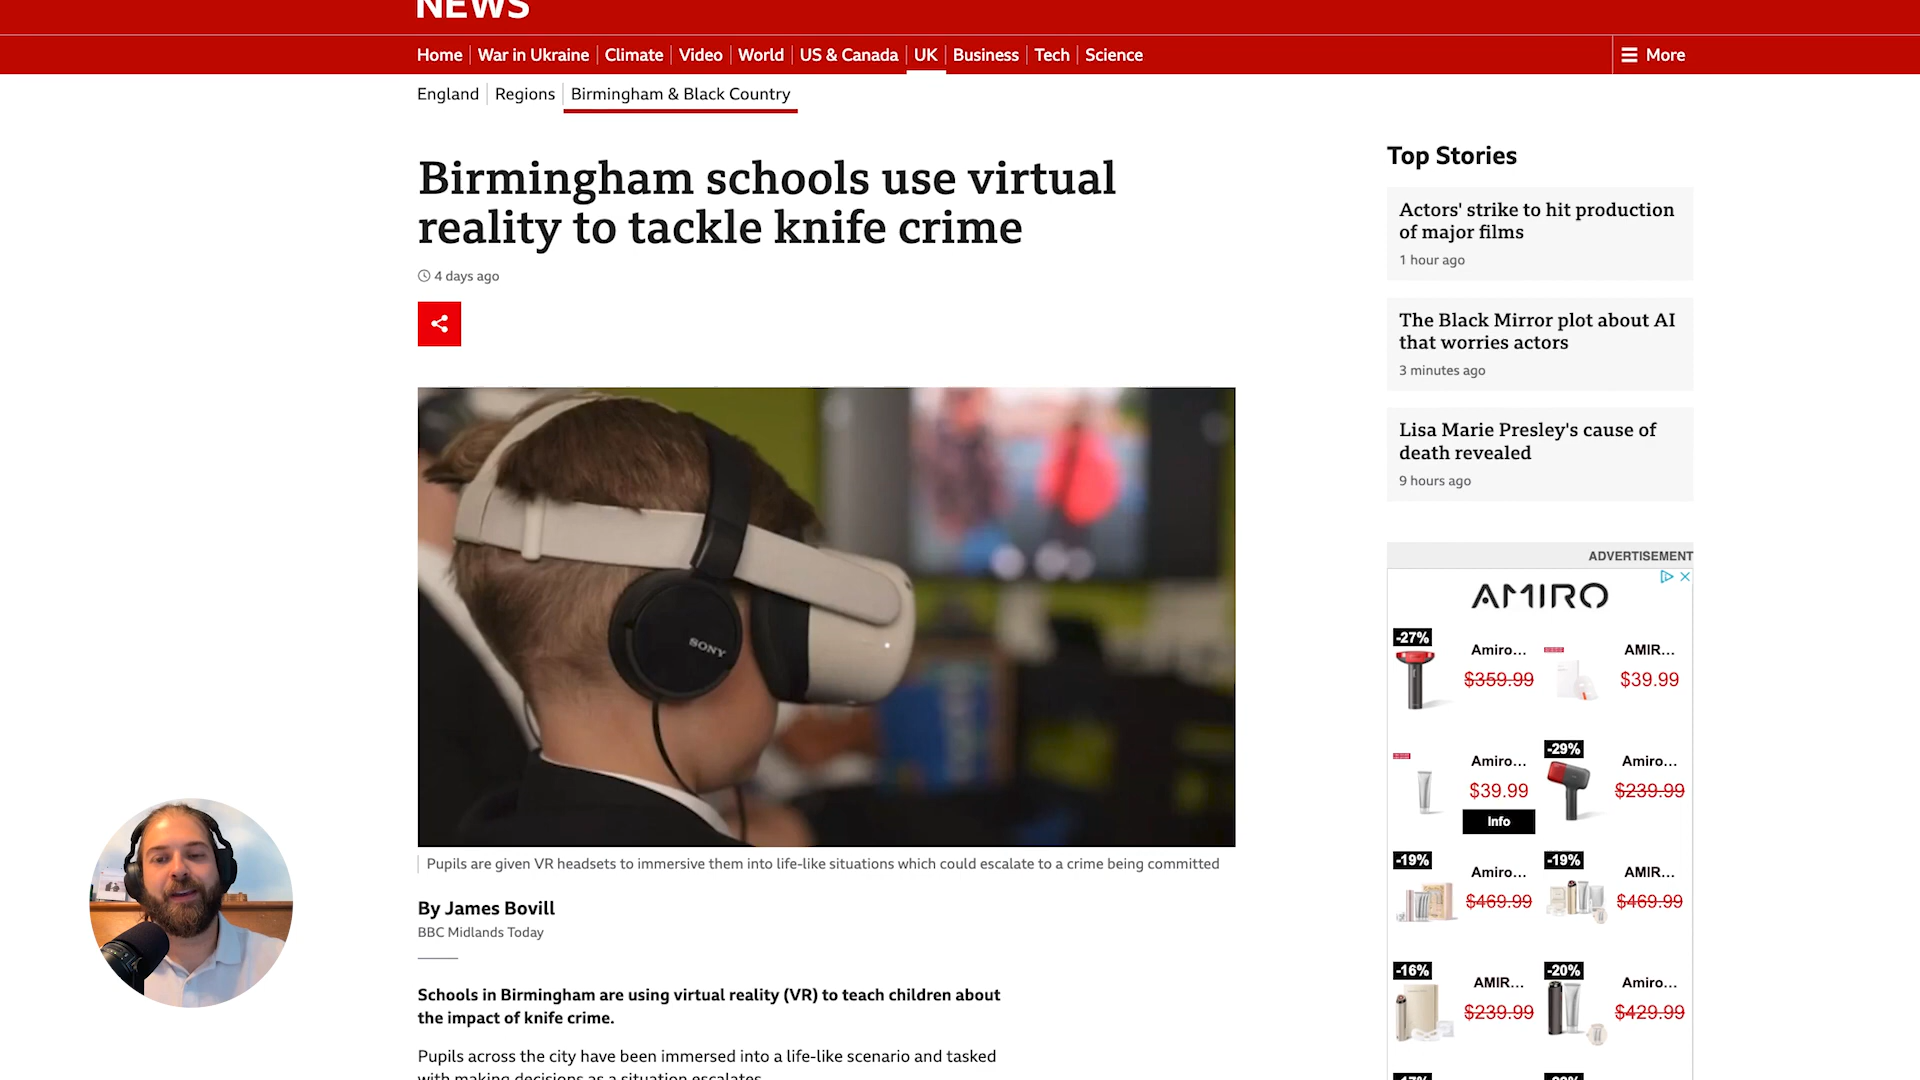 NEWS
Home
War in Ukraine
Climate
Video
World
US & Canada
UK
Business
Tech
Science
More
England
Regions
Birmingham & Black Country
Birmingham schools use virtual
reality to tackle knife crime
4 days ago
SONY
Pupils are given VR headsets to immersive them into life-like situations which could escalate to a crime being committed
By James Bovill
BBC Midlands Today
Schools in Birmingham are using virtual reality (VR) to teach children about
the impact of knife crime.
Pupils across the city have been immersed into a life-like scenario and tasked
with making decisions as a situation escalates.
Top Stories
Actors' strike to hit production
of major films
1 hour ago
The Black Mirror plot about AI
that worries actors
3 minutes ago
Lisa Marie Presley's cause of
death revealed
9 hours ago
ADVERTISEMENT
AMIRO
-27%
Amiro...
$359.99
AMIR...
$39.99
Amiro...
$39.99
Info
-29%
Amiro...
$239.99
-19%
Amiro...
$469.99
-19%
AMIR...
$469.99
-16%
AMIR...
$239.99
-20%
Amiro...
$429.99